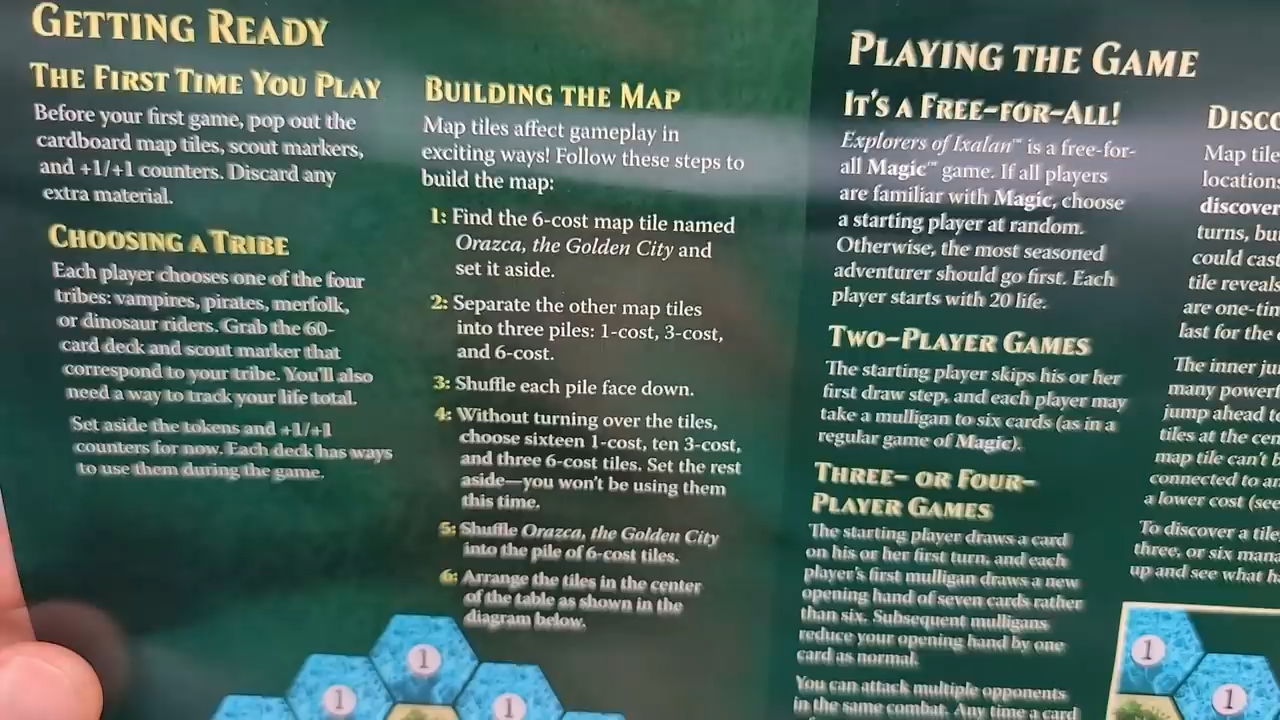 GETTING READY
THE FIRST TIME YOU PLAY
Before your first game, pop out the
cardboard map tiles, scout markers,
and +1/+1 counters. Discard any
extra material.
CHOOSING A TRIBE
Each player chooses one of the four
tribes: vampires, pirates, merfolk,
or dinosaur riders. Grab the 60-
card deck and scout marker that
correspond to your tribe. You'll also
need a way to track your life total.
Set aside the tokens and +1/+1
counters for now. Each deck has ways
to use them during the game.
BUILDING THE MAP
Map tiles affect gameplay in
exciting ways! Follow these steps to
build the map:
1: Find the 6-cost map tile named
Orazca, the Golden City and
set it aside.
2: Separate the other map tiles
into three piles: 1-cost, 3-cost,
and 6-cost.
3: Shuffle each pile face down.
4: Without turning over the tiles,
choose sixteen 1-cost, ten 3-cost,
and three 6-cost tiles. Set the rest
aside—you won't be using them
this time.
5: Shuffle Orazca, the Golden City
into the pile of 6-cost tiles.
6: Arrange the tiles in the center
of the table as shown in the
diagram below.
1
1
1
PLAYING THE GAME
IT'S A FREE-FOR-ALL!
Explorers of Ixalan™ is a free-for-
all Magic™ game. If all players
are familiar with Magic, choose
a starting player at random.
Otherwise, the most seasoned
adventurer should go first. Each
player starts with 20 life.
TWO-PLAYER GAMES
The starting player skips his or her
first draw step, and each player may
take a mulligan to six cards (as in a
regular game of Magic).
THREE- OR FOUR-
PLAYER GAMES
The starting player draws a card
on his or her first turn, and each
player's first mulligan draws a new
opening hand of seven cards rather
than six. Subsequent mulligans
reduce your opening hand by one
card as normal.
You can attack multiple opponents
in the same combat. Any time a card
Map tile
locations
discover
turns, but
could cast
tile reveals
are one-tim
last for the
The inner
many powerf
jump ahead to
tiles at the cen
map tile can't b
connected to an
a lower cost (see
To discover a tile,
three, or six mana
up and see what
1
1